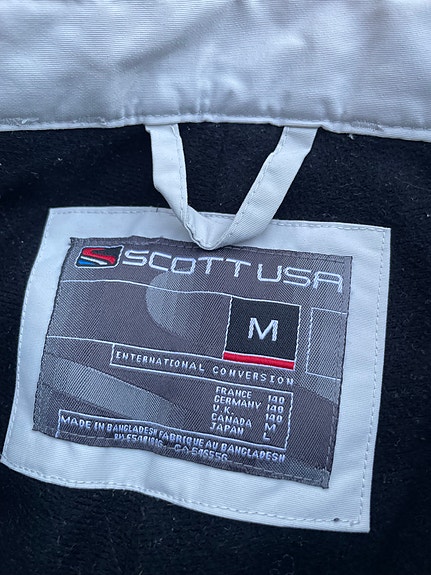 SCOTT USA
M
INTERNATIONAL CONVERSION
FRANCE 140
GERMANY 140
U.K. 140
CANADA M
JAPAN L
MADE IN BANGLADESH FABRIQUE AU BANGLADESH